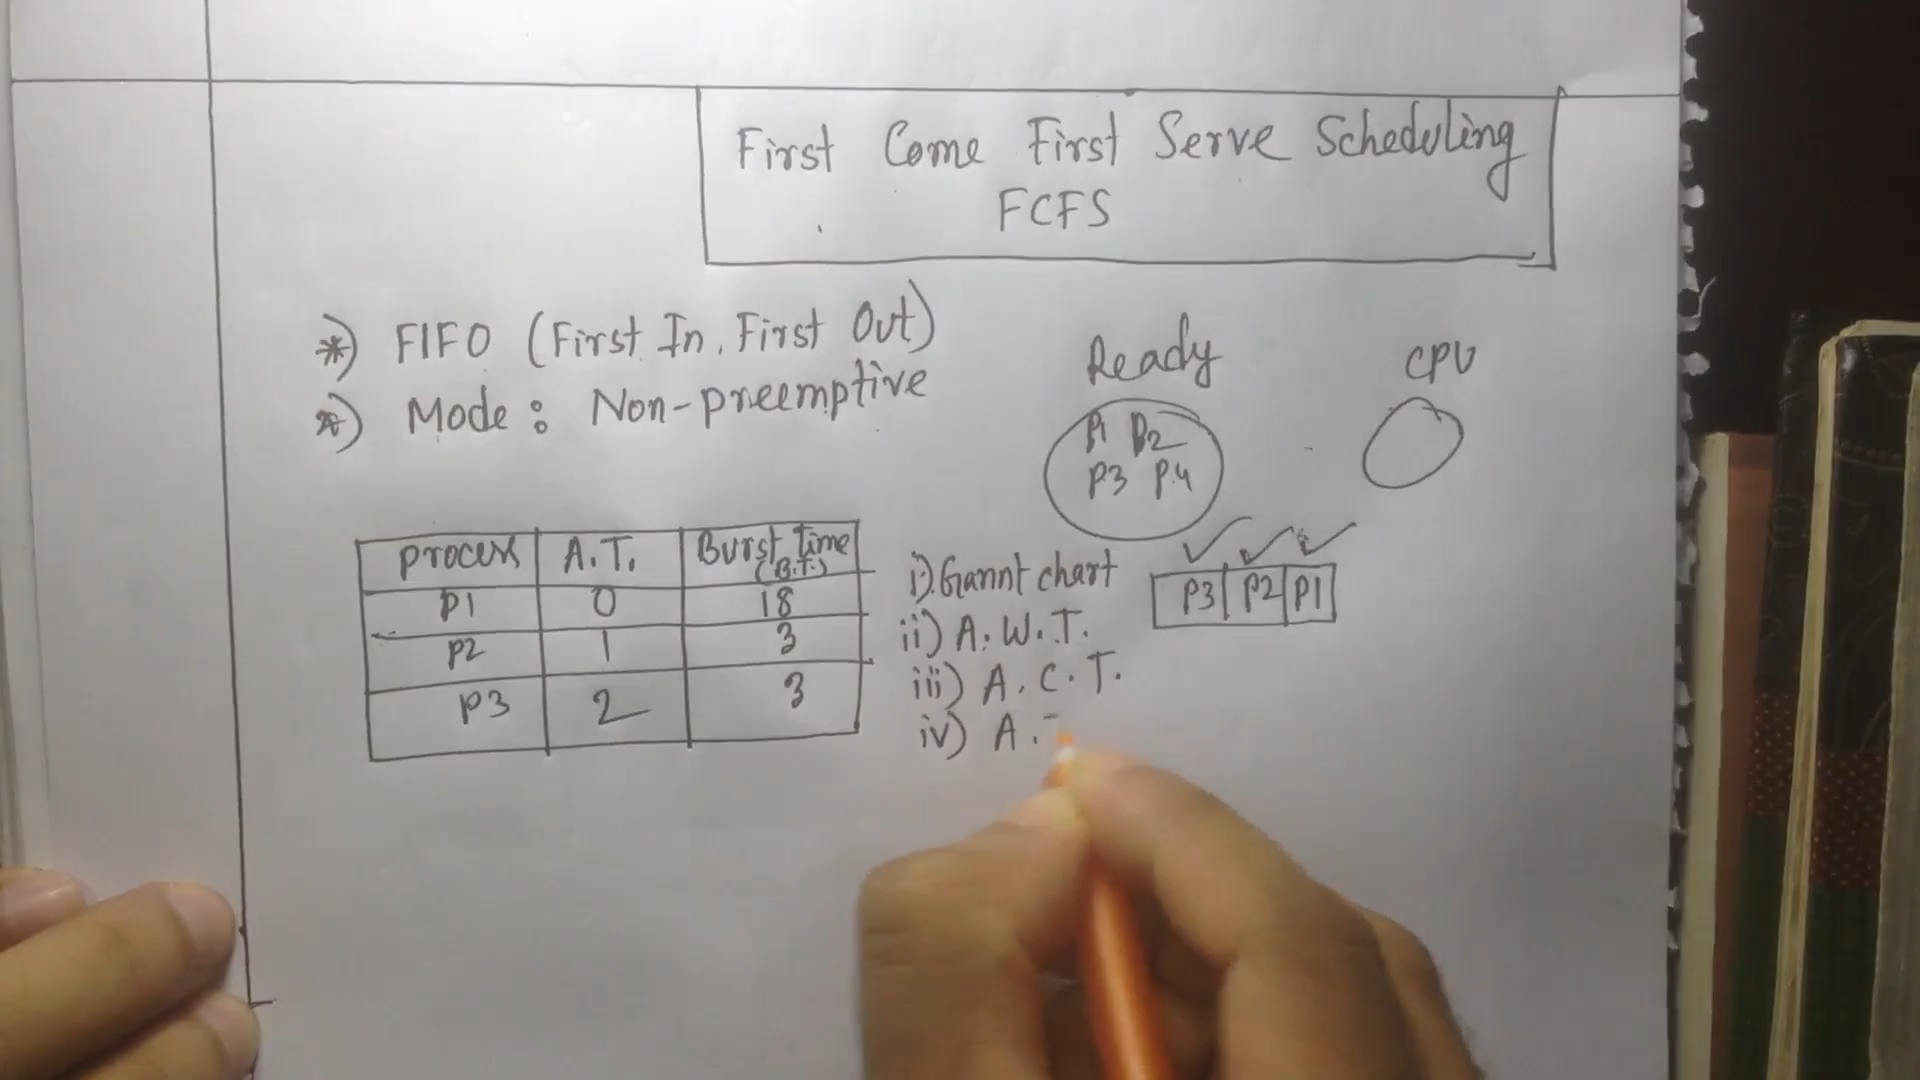 First Come First Serve Scheduling
FCFS
*) FIFO (First In, First Out)
*) Mode: Non-preemptive
Ready
CPU
P1 P2
P3 P4
Process A.T. Burst Time (B.T.)
P1 0 18
P2 1 3
P3 2 3
i) Gannt chart
ii) A.W.T.
iii) A.C.T.
iv) A.
P3 P2 P1